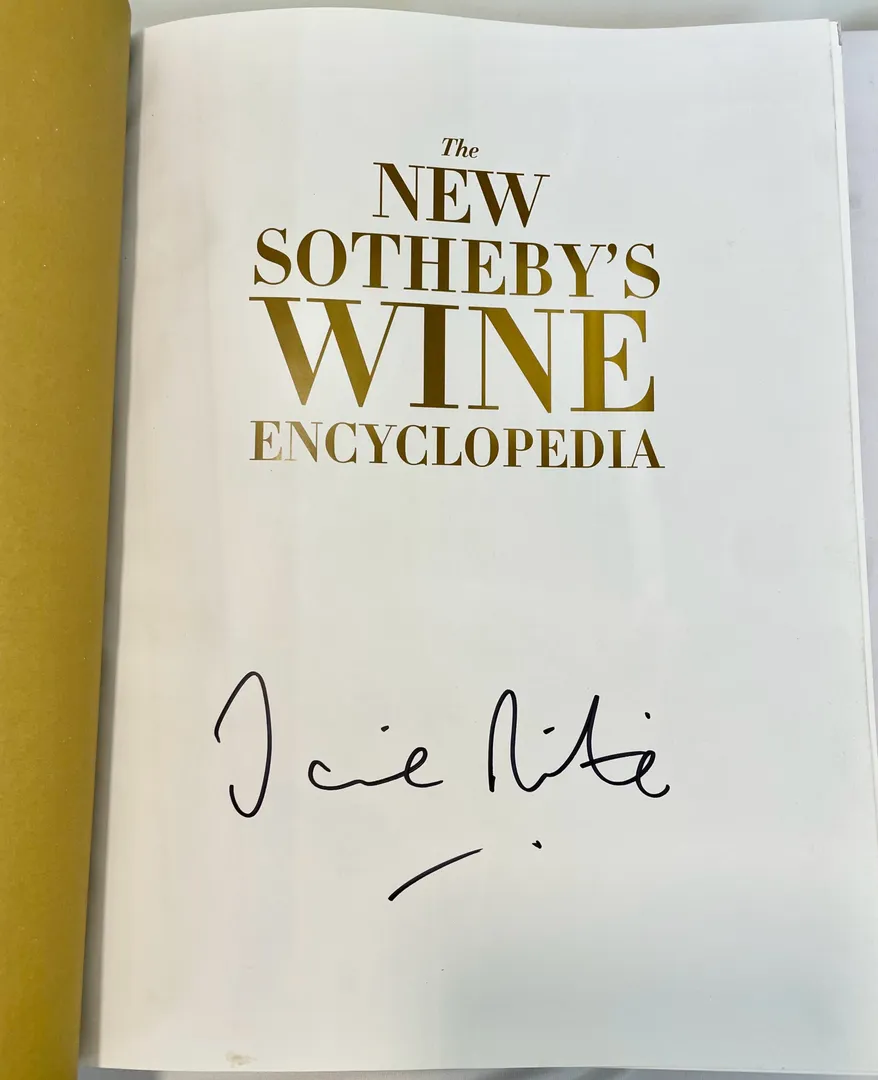 The
NEW
SOTHEBY'S
WINE
ENCYCLOPEDIA